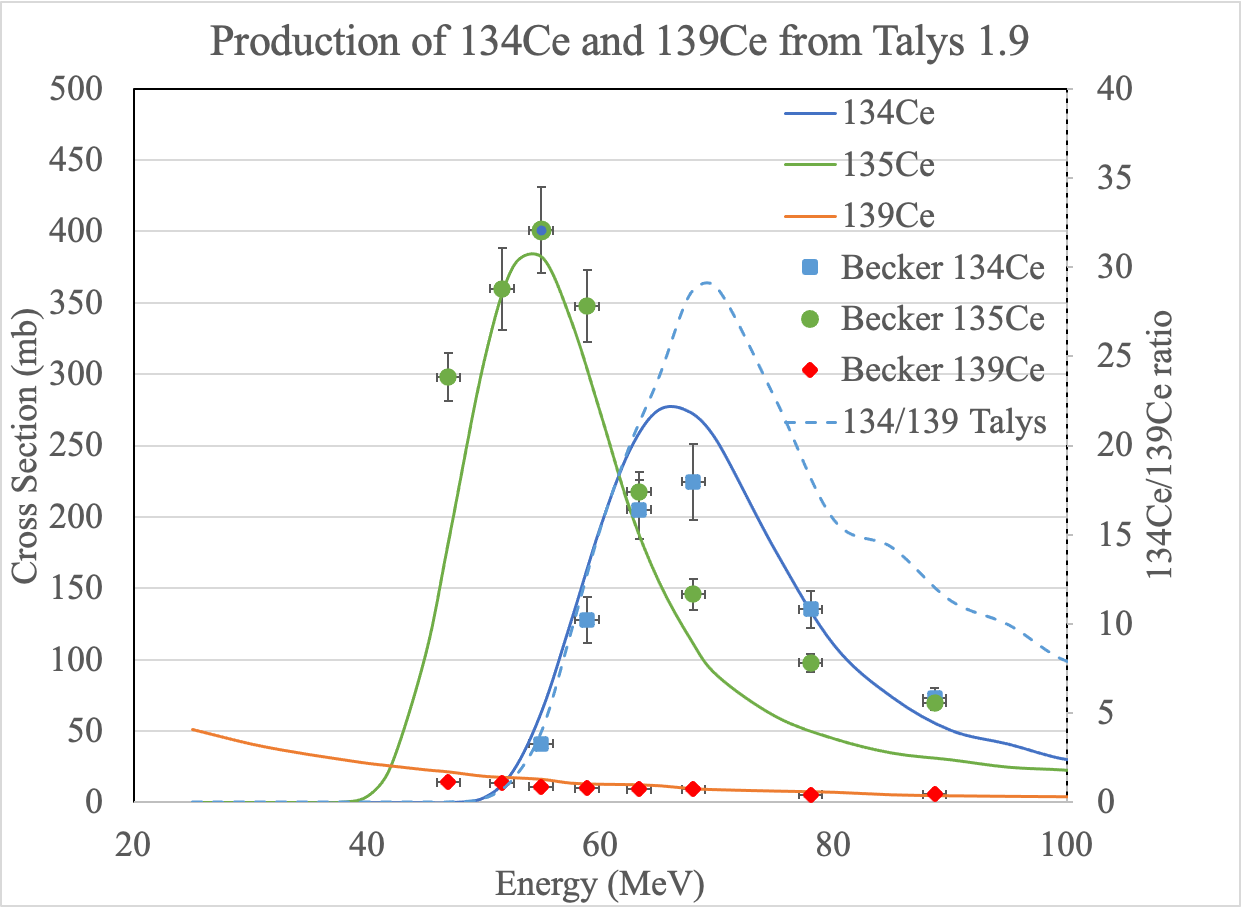 Production of 134Ce and 139Ce from Talys 1.9
500
450
400
350
300
250
200
150
100
50
0
Cross Section (mb)
20
40
60
80
100
Energy (MeV)
40
35
30
25
20
15
10
5
0
134Ce/139Ce ratio
134Ce
135Ce
139Ce
Becker 134Ce
Becker 135Ce
Becker 139Ce
134/139 Talys